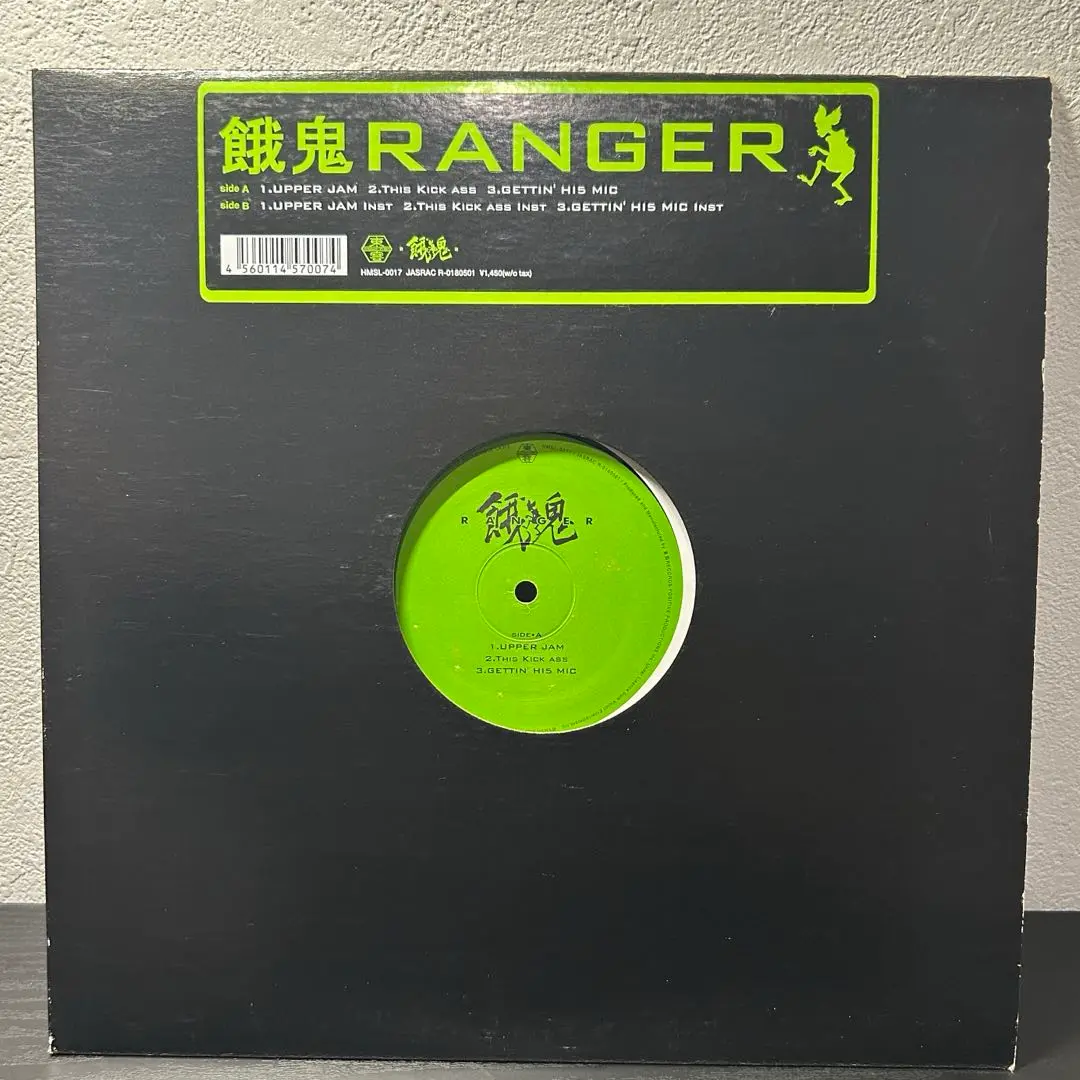 餓鬼RANGER
side A 1.UPPER JAM 2.THIS KICK ASS 3.GETTIN' HIS MIC
side B 1.UPPER JAM INST 2.THIS KICK ASS INST 3.GETTIN' HIS MIC INST
4 560114 570074
HMSL-0017 JASRAC R-0180501 ¥1,450(w/o tax)
餓鬼
RANGER
SIDE•A
1.UPPER JAM
2.THIS KICK ASS
3.GETTIN' HIS MIC